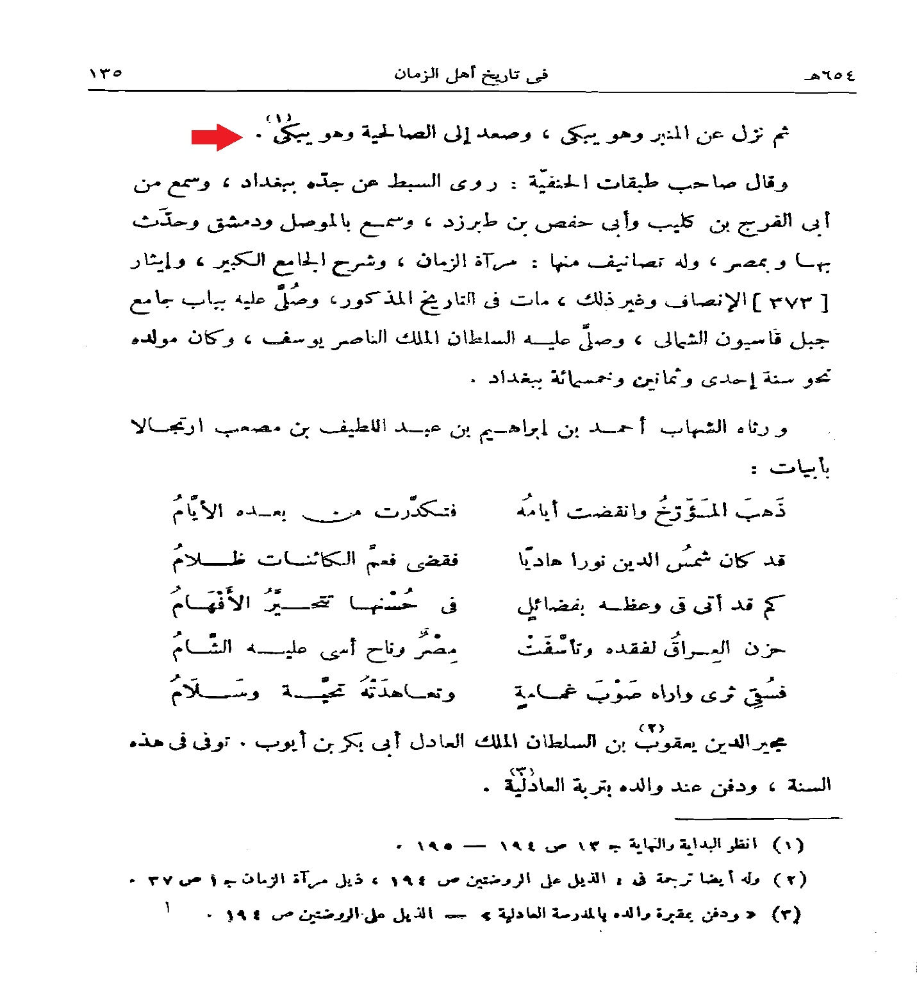 ٦٥٤هـ
فى تاريخ أهل الزمان
١٣٥
ثم نزل عن المنبر وهو يبكى ، وصعد إلى الصالحية وهو يبكى(١) .
وقال صاحب طبقات الحنفيّة : روى السبط عن جدّه ببغداد ، وسمع من
أبى الفرج بن كليب وأبى حفص بن طبرزد ، وسمع بالموصل ودمشق وحدَّث
بها وبمصر ، وله تصانيف منها : مرآة الزمان ، وشرح الجامع الكبير ، وإيثار
[ ٣٧٣ ] الإنصاف وغير ذلك ، مات فى التاريخ المذكور، وصُلَّى عليه بباب جامع
جبل قاسيون الشمالى ، وصلَّى عليه السلطان الملك الناصر يوسف ، وكان مولده
نحو سنة إحدى وثمانين وخمسمائة ببغداد .
ورثاه الشهاب أحمد بن إبراهيم بن عبد اللطيف بن مصعب ارتجالا
بأبيات :
ذَهبَ المَؤرّخُ وانقضت أيامُه فتكدّرت من بعده الأيّامُ
قد كان شمسُ الدين نورا هاديًا فقضى فعمَّ الكائنات ظلامُ
كم قد أتى فى وعظه بفضائلٍ فى حُسْنها تتحيَّرُ الأَفْهَامُ
حزن العِراقُ لفقده وتأسَّفَتْ مِصْرٌ وناح أسى عليه الشَّامُ
فسُقِىَ ثرى واراه صَوْبَ غمامةٍ وتعاهدَتْهُ تحيَّةُ وسَلَامُ
مجير الدين يعقوب(٢) بن السلطان الملك العادل أبى بكر بن أيوب . توفى فى هذه
السنة ، ودفن عند والده بتربة العادلية(٣) .
(١) انظر البداية والنهاية جـ ١٣ ص ١٩٤ — ١٩٥ .
(٢) وله أيضا ترجمة فى : الذيل على الروضتين ص ١٩٤ ، ذيل مرآة الزمان جـ ١ ص ٣٧ .
(٣) « ودفن بمقبرة والده بالمدرسة العادلية » — الذيل على الروضتين ص ١٩٤ .